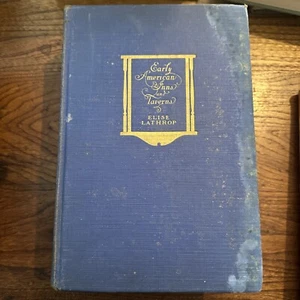 Early
American
Inns and
Taverns
ELISE
LATHROP